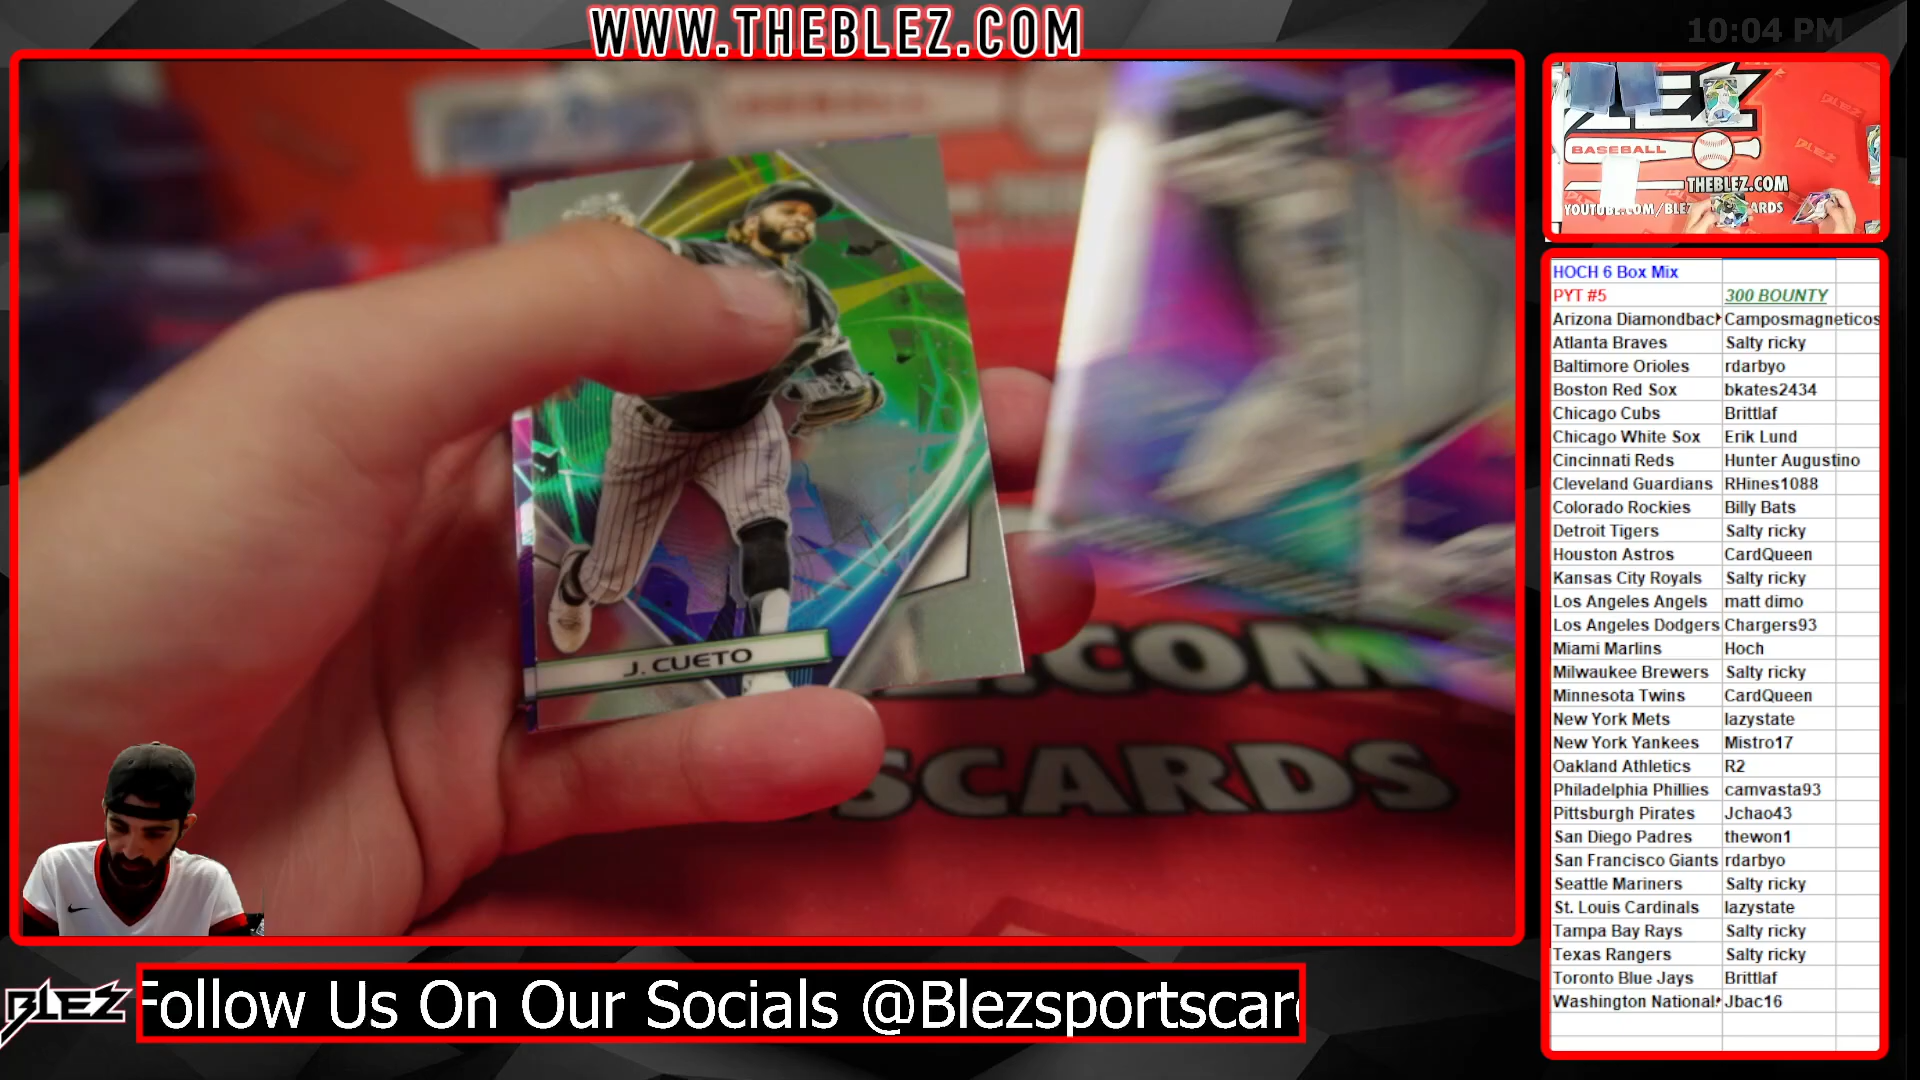 WWW.THEBLEZ.COM
10:04 PM
BASEBALL
THEBLEZ.COM
J. CUETO
.COM
SCARDS
HOCH 6 Box Mix
PYT #5 300 BOUNTY
Arizona Diamondbac Camposmagneticos
Atlanta Braves Salty ricky
Baltimore Orioles rdarbyo
Boston Red Sox bkates2434
Chicago Cubs Brittlaf
Chicago White Sox Erik Lund
Cincinnati Reds Hunter Augustino
Cleveland Guardians RHines1088
Colorado Rockies Billy Bats
Detroit Tigers Salty ricky
Houston Astros CardQueen
Kansas City Royals Salty ricky
Los Angeles Angels matt dimo
Los Angeles Dodgers Chargers93
Miami Marlins Hoch
Milwaukee Brewers Salty ricky
Minnesota Twins CardQueen
New York Mets lazystate
New York Yankees Mistro17
Oakland Athletics R2
Philadelphia Phillies camvasta93
Pittsburgh Pirates Jchao43
San Diego Padres thewon1
San Francisco Giants rdarbyo
Seattle Mariners Salty ricky
St. Louis Cardinals lazystate
Tampa Bay Rays Salty ricky
Texas Rangers Salty ricky
Toronto Blue Jays Brittlaf
Washington National Jbac16
BLEZ
Follow Us On Our Socials @Blezsportscar